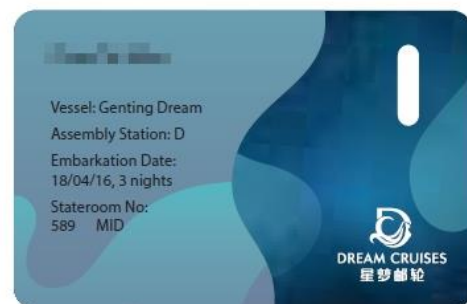 Vessel: Genting Dream
Assembly Station: D
Embarkation Date:
18/04/16, 3 nights
Stateroom No:
589 MID
DREAM CRUISES
星梦邮轮